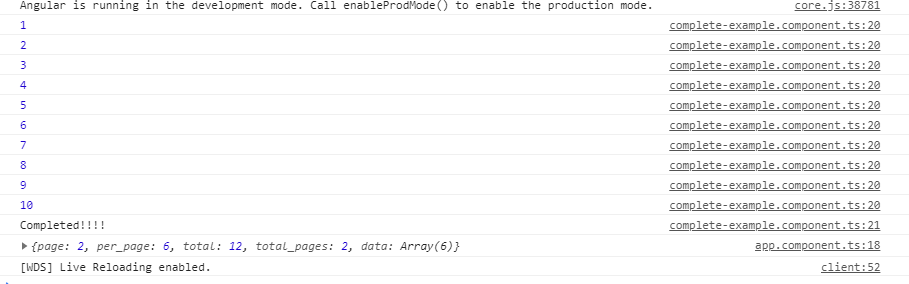 Angular is running in the development mode. Call enableProdMode() to enable the production mode. core.js:38781
1 complete-example.component.ts:20
2 complete-example.component.ts:20
3 complete-example.component.ts:20
4 complete-example.component.ts:20
5 complete-example.component.ts:20
6 complete-example.component.ts:20
7 complete-example.component.ts:20
8 complete-example.component.ts:20
9 complete-example.component.ts:20
10 complete-example.component.ts:20
Completed!!!! complete-example.component.ts:21
{page: 2, per_page: 6, total: 12, total_pages: 2, data: Array(6)} app.component.ts:18
[WDS] Live Reloading enabled. client:52